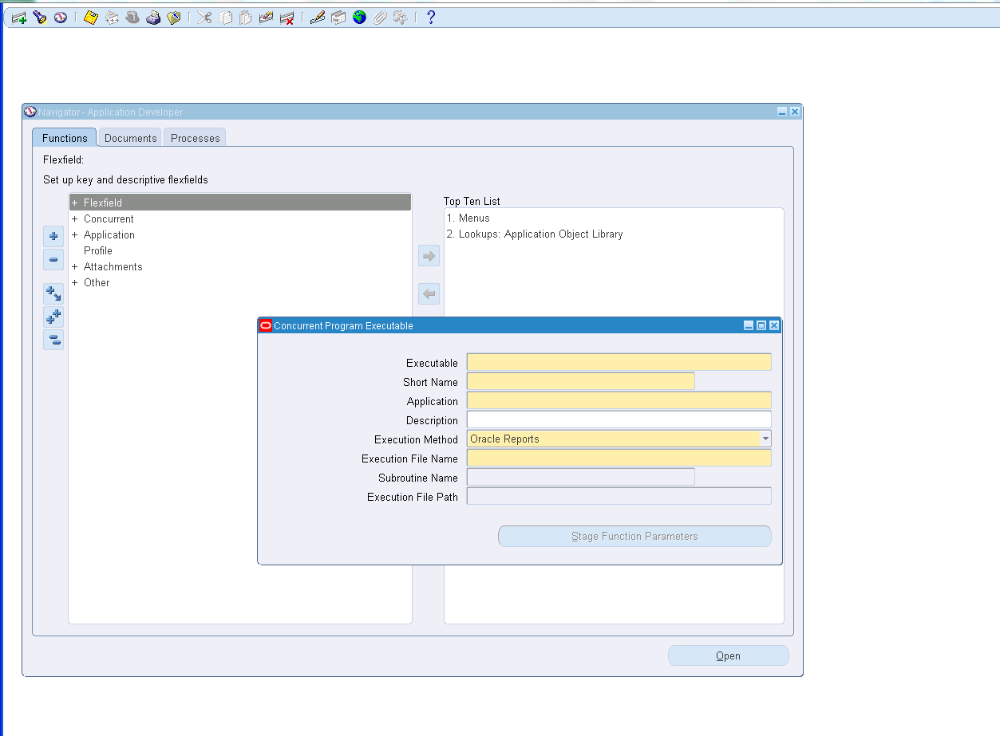 ?
Navigator - Application Developer
Functions Documents Processes
Flexfield:
Set up key and descriptive flexfields
+ Flexfield
+ Concurrent
+ Application
Profile
+ Attachments
+ Other
Top Ten List
1. Menus
2. Lookups: Application Object Library
Concurrent Program Executable
Executable
Short Name
Application
Description
Execution Method Oracle Reports
Execution File Name
Subroutine Name
Execution File Path
Stage Function Parameters
Open